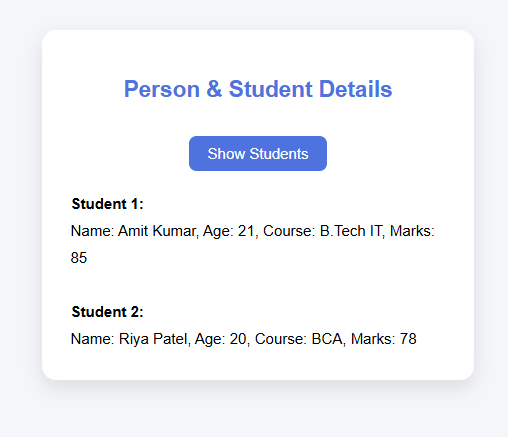 Person & Student Details
Show Students
Student 1:
Name: Amit Kumar, Age: 21, Course: B.Tech IT, Marks:
85
Student 2:
Name: Riya Patel, Age: 20, Course: BCA, Marks: 78